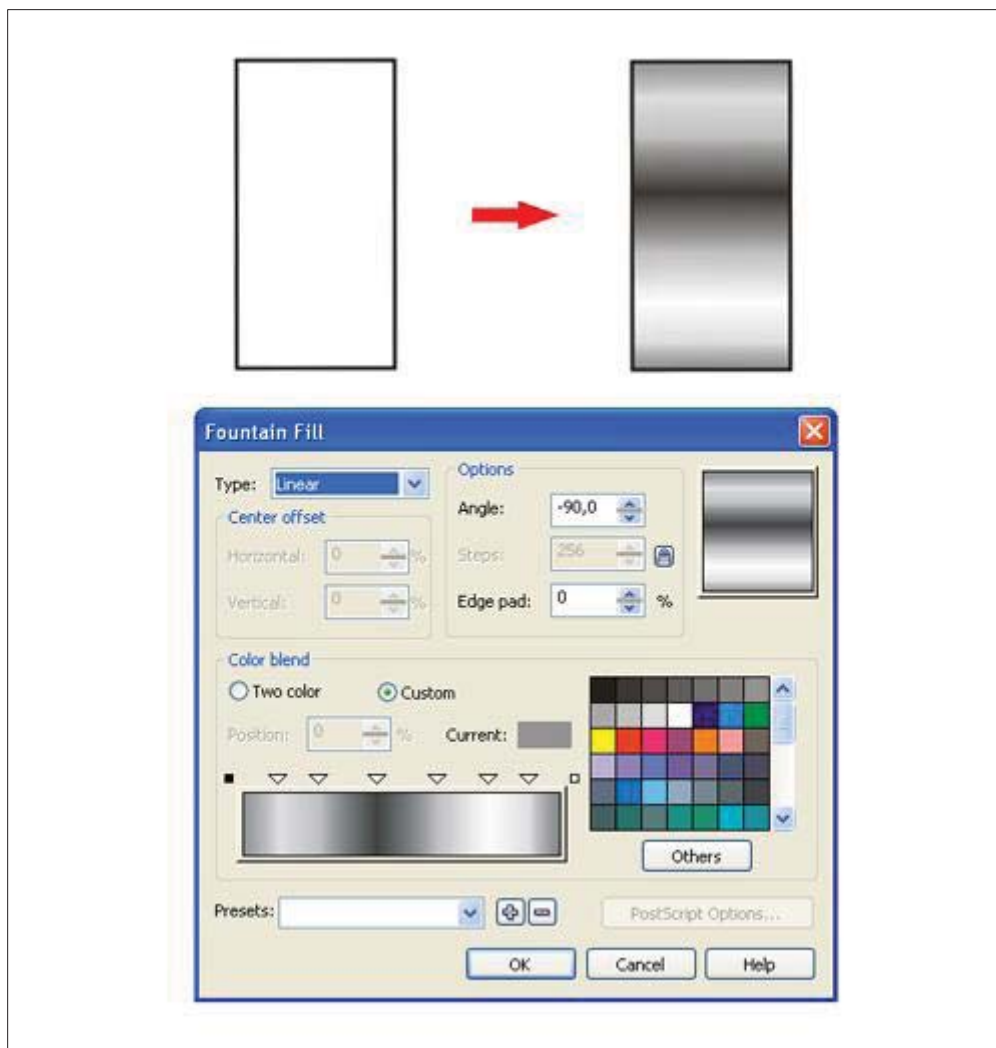 Fountain Fill
Type: Linear
Center offset
Horizontal: 0 %
Vertical: 0 %
Options
Angle: -90,0
Steps: 256
Edge pad: 0 %
Color blend
Two color Custom
Position: 0 % Current:
Others
Presets: PostScript Options...
OK Cancel Help